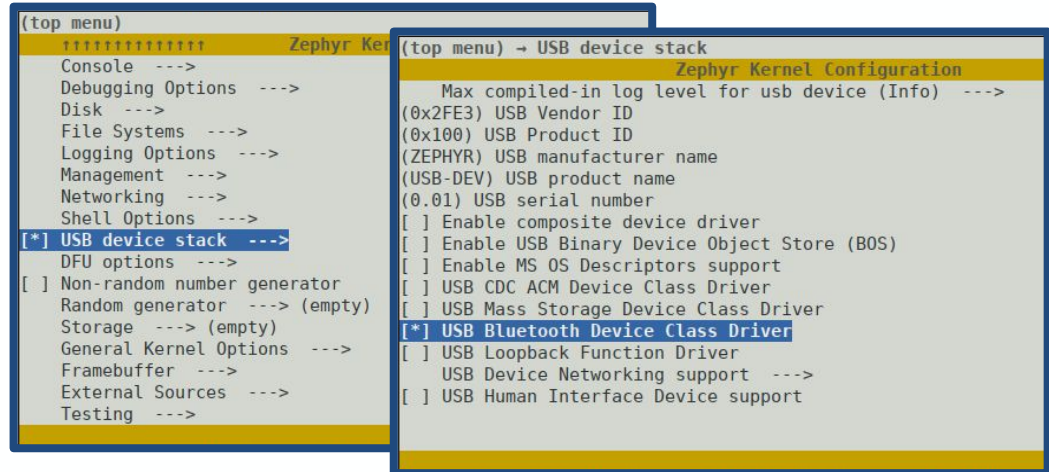 (top menu)
↑↑↑↑↑↑↑↑↑↑↑↑↑↑ Zephyr Ker
Console --->
Debugging Options --->
Disk --->
File Systems --->
Logging Options --->
Management --->
Networking --->
Shell Options --->
[*] USB device stack --->
DFU options --->
[ ] Non-random number generator
Random generator ---> (empty)
Storage ---> (empty)
General Kernel Options --->
Framebuffer --->
External Sources --->
Testing --->
(top menu) → USB device stack
Zephyr Kernel Configuration
Max compiled-in log level for usb device (Info) --->
(0x2FE3) USB Vendor ID
(0x100) USB Product ID
(ZEPHYR) USB manufacturer name
(USB-DEV) USB product name
(0.01) USB serial number
[ ] Enable composite device driver
[ ] Enable USB Binary Device Object Store (BOS)
[ ] Enable MS OS Descriptors support
[ ] USB CDC ACM Device Class Driver
[ ] USB Mass Storage Device Class Driver
[*] USB Bluetooth Device Class Driver
[ ] USB Loopback Function Driver
USB Device Networking support --->
[ ] USB Human Interface Device support